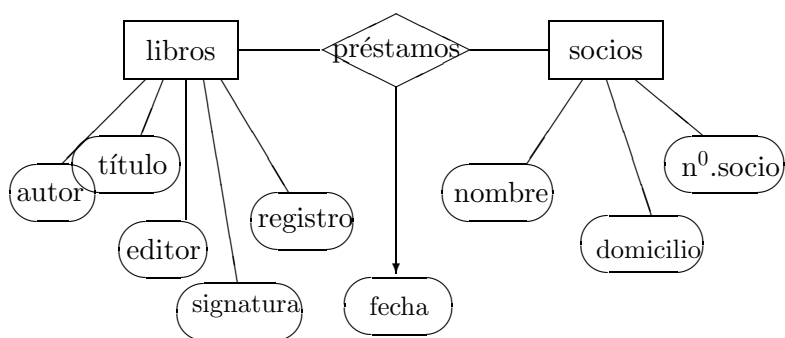 libros
préstamos
socios
título
autor
nombre
n⁰.socio
registro
editor
domicilio
signatura
fecha